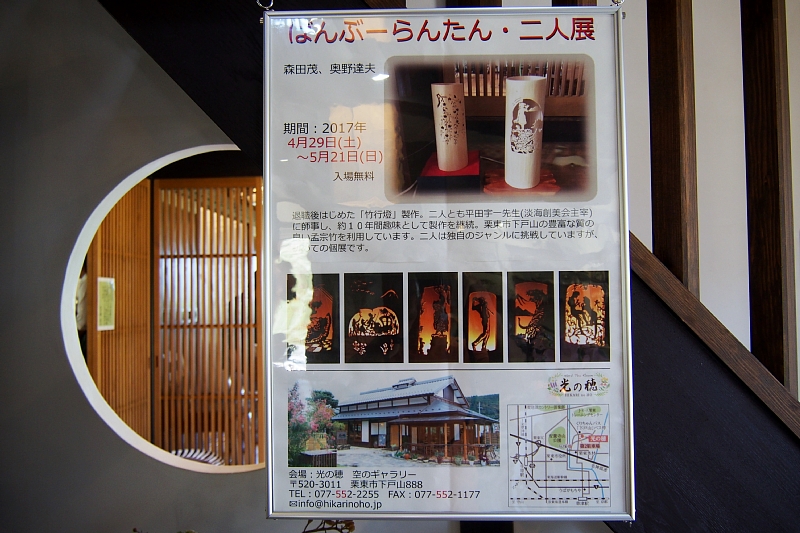 ばんぶーらんたん・二人展
森田茂、奥野達夫
期間：2017年
4月29日(土)
～5月21日(日)
入場無料
退職後はじめた「竹行燈」製作。二人とも平田宇一先生(淡海創美会主宰)
に師事し、約１０年間趣味として製作を継続。栗東市下戸山の豊富な質の
良い孟宗竹を利用しています。二人は独自のジャンルに挑戦していますが、
ての個展です。
光の穂
会場：光の穂　空のギャラリー
〒520-3011　栗東市下戸山888
TEL：077-552-2255　FAX：077-552-1177
✉info@hikarinoho.jp
光の穂